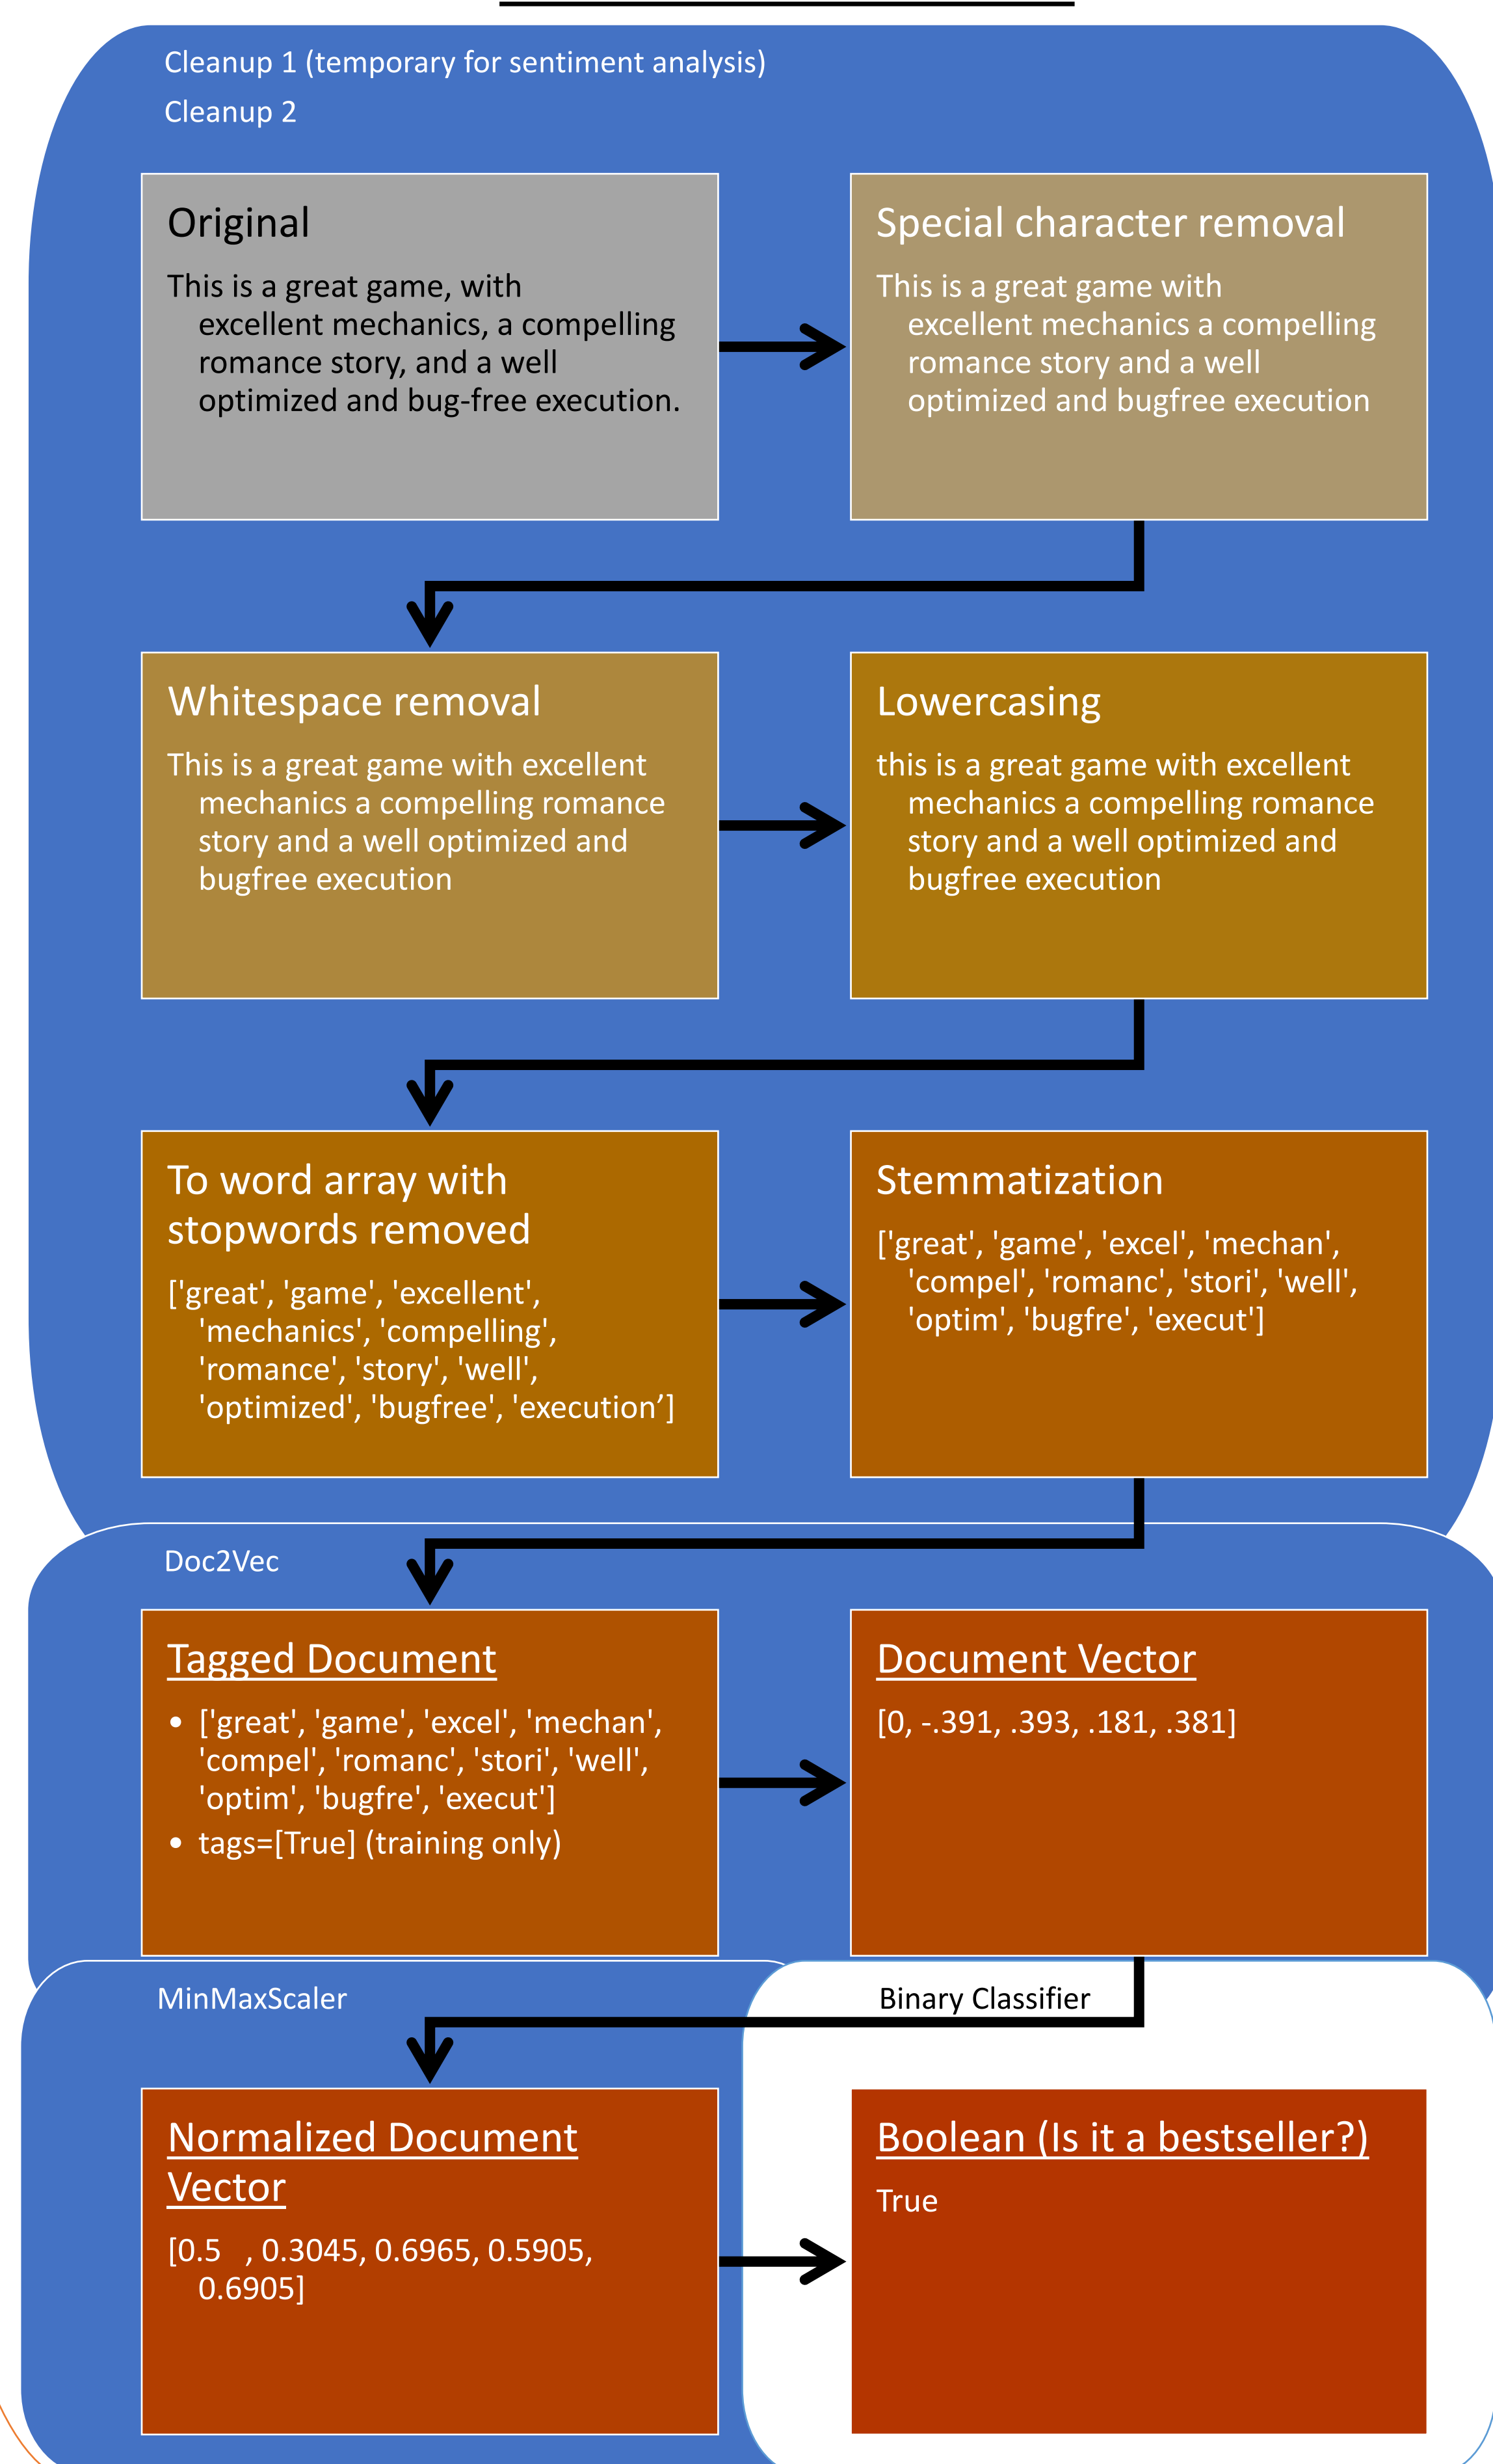 Cleanup 1 (temporary for sentiment analysis)
Cleanup 2
Original
This is a great game, with
excellent mechanics, a compelling
romance story, and a well
optimized and bug-free execution.
Special character removal
This is a great game with
excellent mechanics a compelling
romance story and a well
optimized and bugfree execution
Whitespace removal
This is a great game with excellent
mechanics a compelling romance
story and a well optimized and
bugfree execution
Lowercasing
this is a great game with excellent
mechanics a compelling romance
story and a well optimized and
bugfree execution
To word array with
stopwords removed
['great', 'game', 'excellent',
'mechanics', 'compelling',
'romance', 'story', 'well',
'optimized', 'bugfree', 'execution’]
Stemmatization
['great', 'game', 'excel', 'mechan',
'compel', 'romanc', 'stori', 'well',
'optim', 'bugfre', 'execut']
Doc2Vec
Tagged Document
• ['great', 'game', 'excel', 'mechan',
'compel', 'romanc', 'stori', 'well',
'optim', 'bugfre', 'execut']
• tags=[True] (training only)
Document Vector
[0, -.391, .393, .181, .381]
MinMaxScaler
Normalized Document
Vector
[0.5   , 0.3045, 0.6965, 0.5905,
0.6905]
Binary Classifier
Boolean (Is it a bestseller?)
True